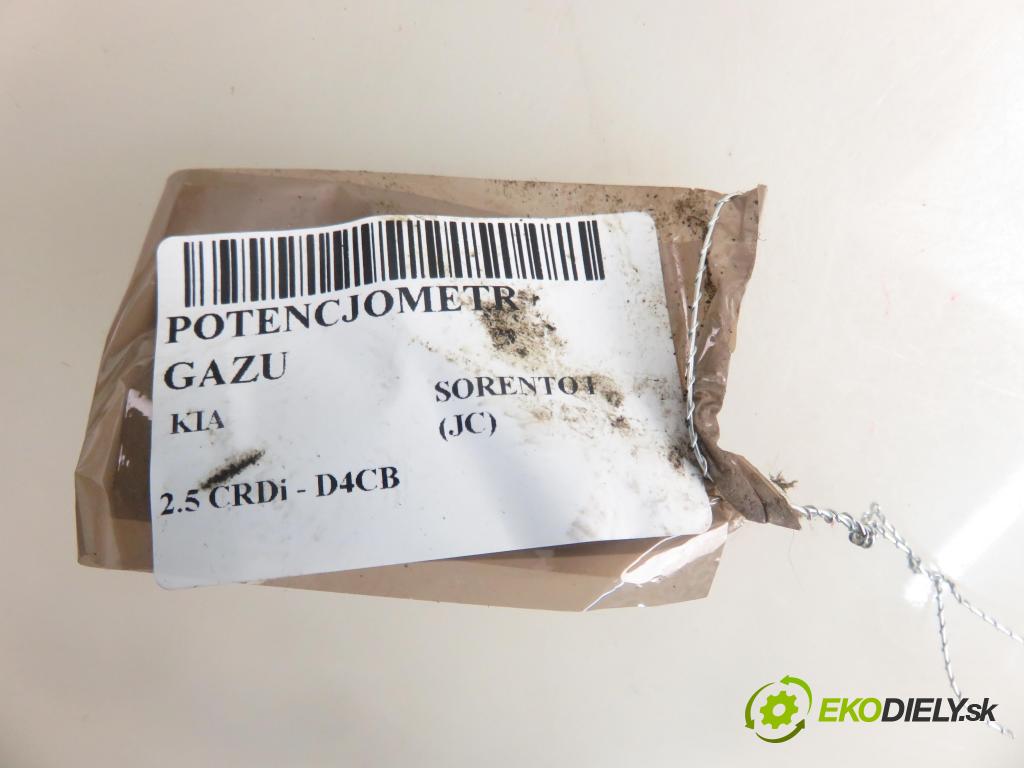 POTENCJOMETR
GAZU
KIA SORENTO I
(JC)
2.5 CRDi - D4CB
EKODIELY.sk